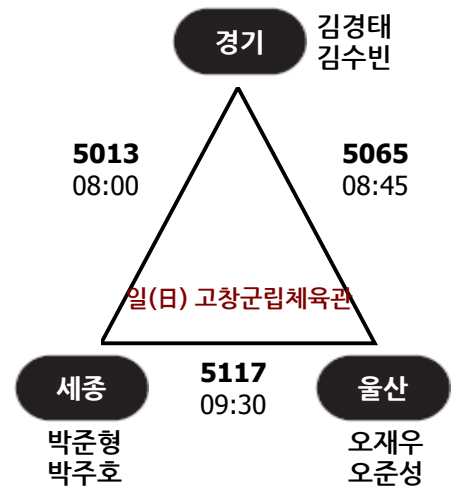 경기
김경태
김수빈
5013
08:00
5065
08:45
일(日) 고창군립체육관
세종
5117
09:30
울산
박준형
박주호
오재우
오준성